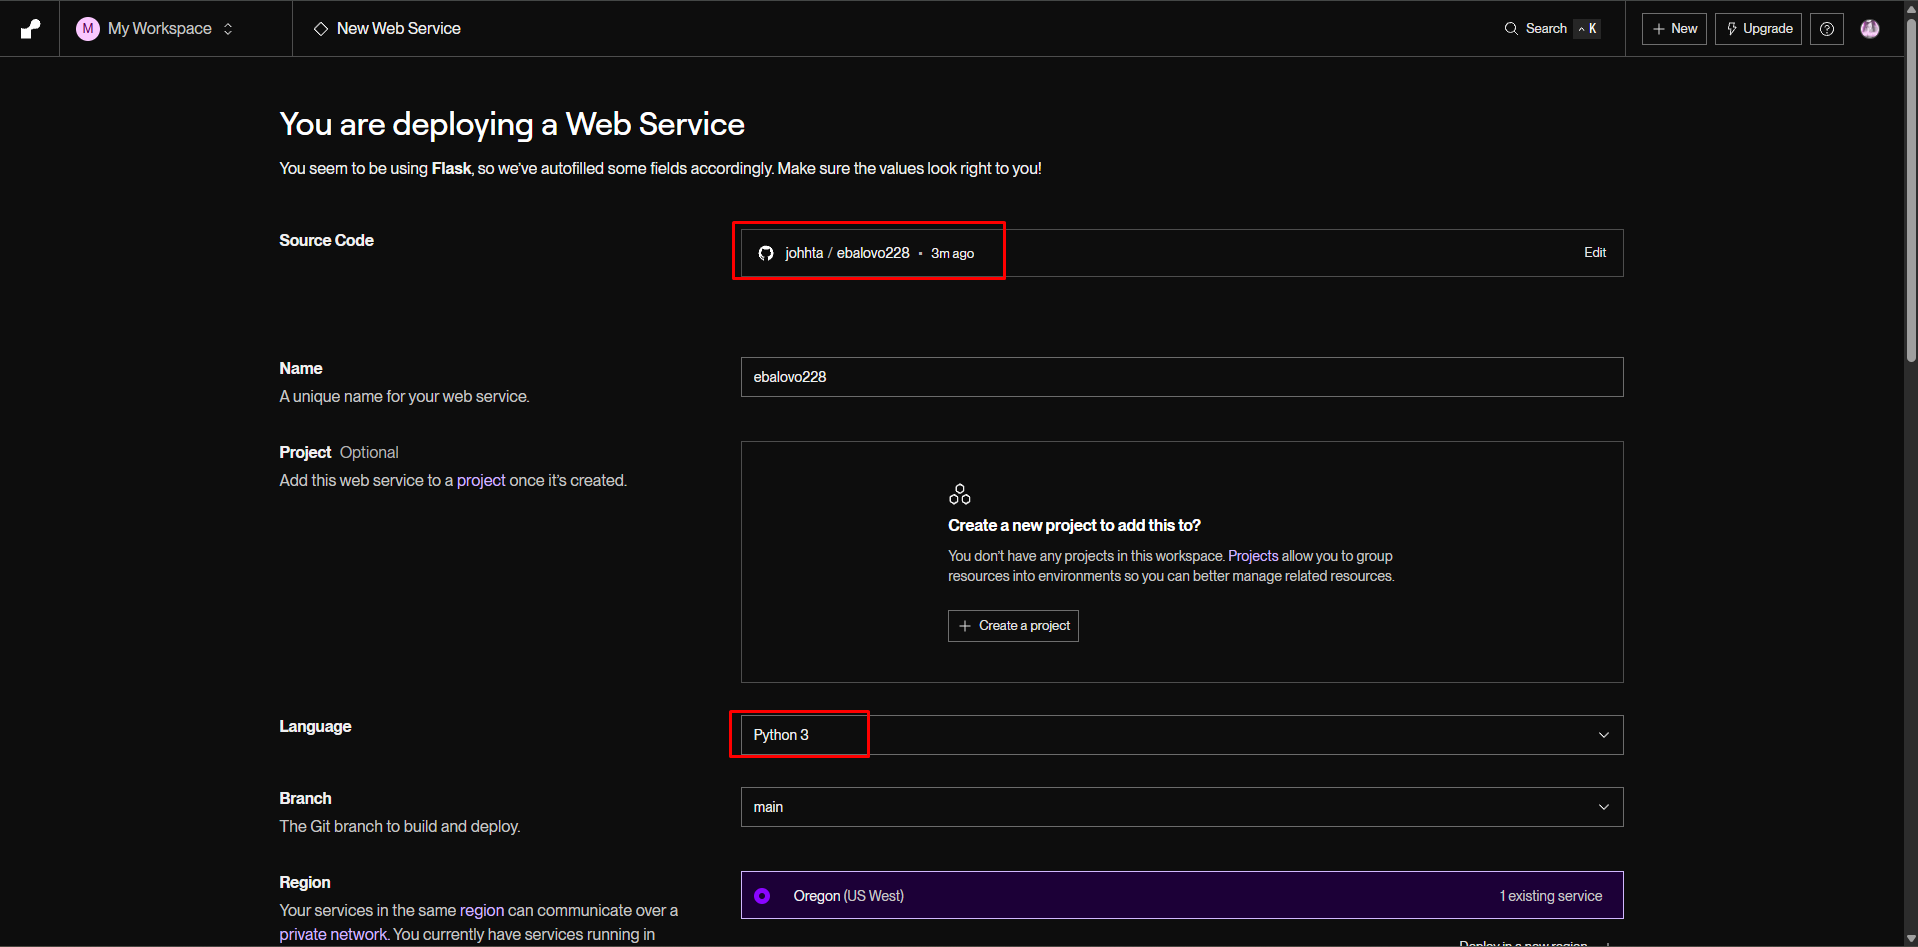 M My Workspace
New Web Service
Search ^ K
+ New
Upgrade
You are deploying a Web Service
You seem to be using Flask, so we've autofilled some fields accordingly. Make sure the values look right to you!
Source Code
johhta / ebalovo228 • 3m ago
Edit
Name
A unique name for your web service.
ebalovo228
Project Optional
Add this web service to a project once it's created.
Create a new project to add this to?
You don't have any projects in this workspace. Projects allow you to group
resources into environments so you can better manage related resources.
+ Create a project
Language
Python 3
Branch
The Git branch to build and deploy.
main
Region
Your services in the same region can communicate over a
private network. You currently have services running in
Oregon (US West)
1 existing service
Deploy in a new region